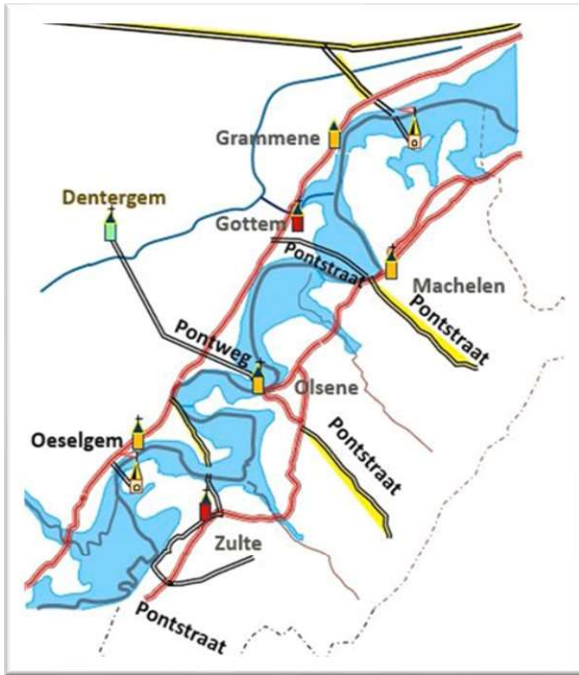 Grammene
Dentergem
Gottem
Pontstraat
Machelen
Pontstraat
Pontweg
Olsene
Oeselgem
Pontstraat
Zulte
Pontstraat